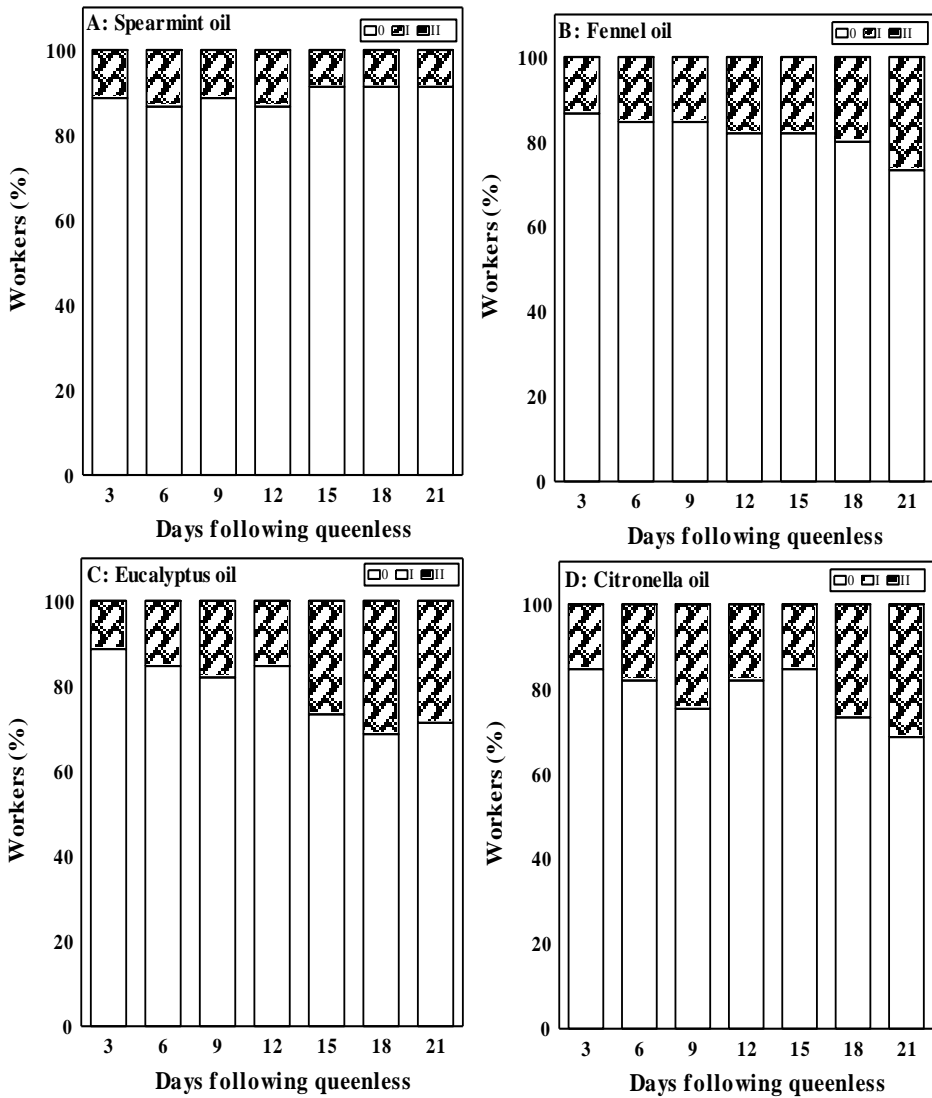 A: Spearmint oil
0 I II
100
80
60
40
20
0
Workers (%)
3 6 9 12 15 18 21
Days following queenless
B: Fennel oil
0 I II
100
80
60
40
20
0
Workers (%)
3 6 9 12 15 18 21
Days following queenless
C: Eucalyptus oil
0 I II
100
80
60
40
20
0
Workers (%)
3 6 9 12 15 18 21
Days following queenless
D: Citronella oil
0 I II
100
80
60
40
20
0
Workers (%)
3 6 9 12 15 18 21
Days following queenless